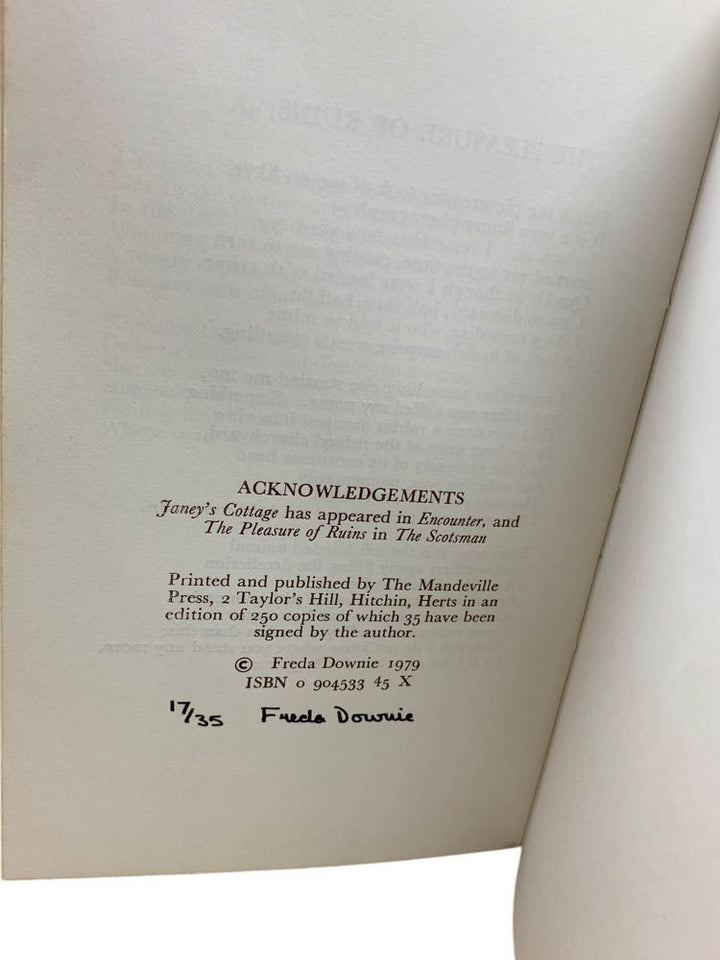 ACKNOWLEDGEMENTS
Janey's Cottage has appeared in Encounter, and
The Pleasure of Ruins in The Scotsman
Printed and published by The Mandeville
Press, 2 Taylor's Hill, Hitchin, Herts in an
edition of 250 copies of which 35 have been
signed by the author.
© Freda Downie 1979
ISBN 0 904533 45 X
17/35 Freda Downie